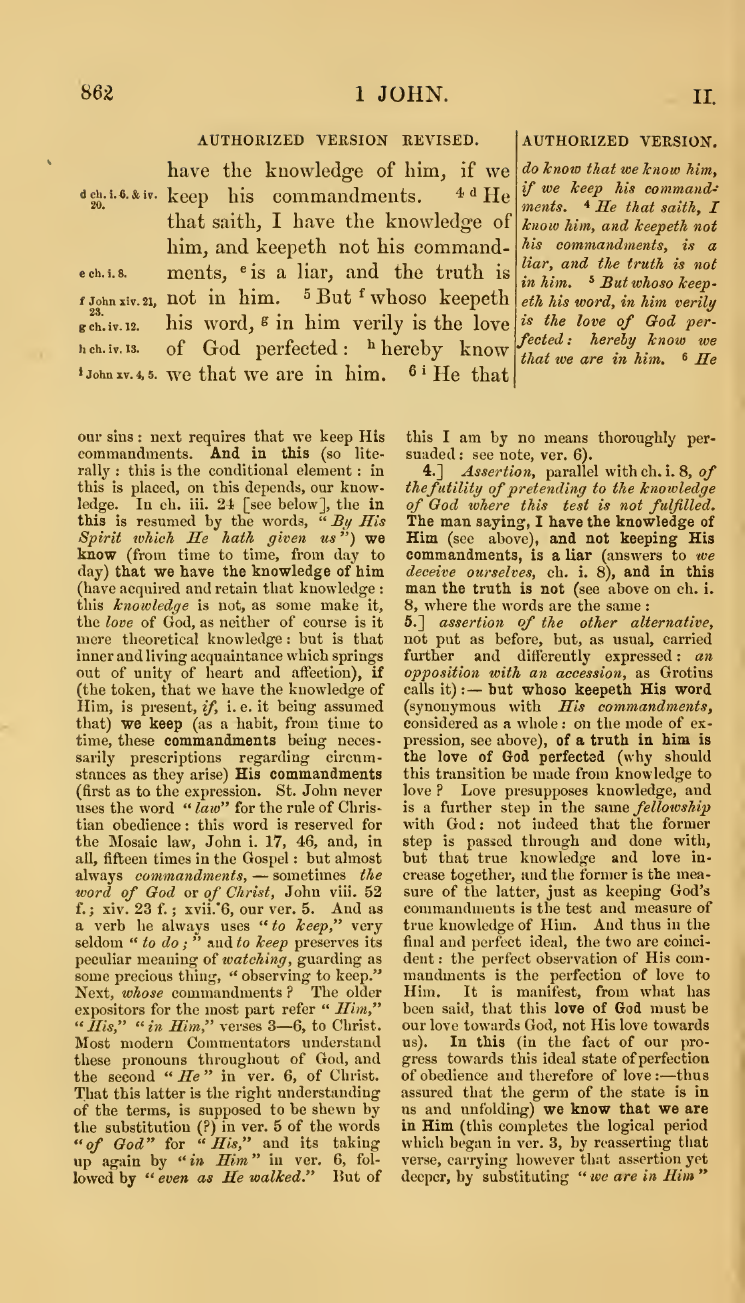 862
1 JOHN.
II.
AUTHORIZED VERSION REVISED.
have the knowledge of him, if we
d ch. i. 6. & iv. 20.
keep his commandments. 4 d He
that saith, I have the knowledge of
him, and keepeth not his command-
e ch. i. 8.
ments, e is a liar, and the truth is
f John xiv. 21, 23.
not in him. 5 But f whoso keepeth
g ch. iv. 12.
his word, g in him verily is the love
h ch. iv. 13.
of God perfected : h hereby know
i John xv. 4, 5.
we that we are in him. 6 i He that
AUTHORIZED VERSION.
do know that we know him,
if we keep his command-
ments. 4 He that saith, I
know him, and keepeth not
his commandments, is a
liar, and the truth is not
in him. 5 But whoso keep-
eth his word, in him verily
is the love of God per-
fected : hereby know we
that we are in him. 6 He
our sins : next requires that we keep His
commandments. And in this (so lite-
rally : this is the conditional element : in
this is placed, on this depends, our know-
ledge. In ch. iii. 24 [see below], the in
this is resumed by the words, “ By His
Spirit which He hath given us”) we
know (from time to time, from day to
day) that we have the knowledge of him
(have acquired and retain that knowledge :
this knowledge is not, as some make it,
the love of God, as neither of course is it
mere theoretical knowledge : but is that
inner and living acquaintance which springs
out of unity of heart and affection), if
(the token, that we have the knowledge of
Him, is present, if, i. e. it being assumed
that) we keep (as a habit, from time to
time, these commandments being neces-
sarily prescriptions regarding circum-
stances as they arise) His commandments
(first as to the expression. St. John never
uses the word “ law” for the rule of Chris-
tian obedience : this word is reserved for
the Mosaic law, John i. 17, 46, and, in
all, fifteen times in the Gospel : but almost
always commandments, — sometimes the
word of God or of Christ, John viii. 52
f. ; xiv. 23 f. ; xvii. 6, our ver. 5. And as
a verb he always uses “ to keep,” very
seldom “ to do ; ” and to keep preserves its
peculiar meaning of watching, guarding as
some precious thing, “ observing to keep.”
Next, whose commandments ? The older
expositors for the most part refer “ Him,”
“ His,” “ in Him,” verses 3—6, to Christ.
Most modern Commentators understand
these pronouns throughout of God, and
the second “ He ” in ver. 6, of Christ.
That this latter is the right understanding
of the terms, is supposed to be shewn by
the substitution (?) in ver. 5 of the words
“ of God” for “ His,” and its taking
up again by “ in Him ” in ver. 6, fol-
lowed by “ even as He walked.” But of
this I am by no means thoroughly per-
suaded : see note, ver. 6).
4.] Assertion, parallel with ch. i. 8, of
the futility of pretending to the knowledge
of God where this test is not fulfilled.
The man saying, I have the knowledge of
Him (see above), and not keeping His
commandments, is a liar (answers to we
deceive ourselves, ch. i. 8), and in this
man the truth is not (see above on ch. i.
8, where the words are the same :
5.] assertion of the other alternative,
not put as before, but, as usual, carried
further and differently expressed : an
opposition with an accession, as Grotius
calls it) :— but whoso keepeth His word
(synonymous with His commandments,
considered as a whole : on the mode of ex-
pression, see above), of a truth in him is
the love of God perfected (why should
this transition be made from knowledge to
love ? Love presupposes knowledge, and
is a further step in the same fellowship
with God : not indeed that the former
step is passed through and done with,
but that true knowledge and love in-
crease together, and the former is the mea-
sure of the latter, just as keeping God’s
commandments is the test and measure of
true knowledge of Him. And thus in the
final and perfect ideal, the two are coinci-
dent : the perfect observation of His com-
mandments is the perfection of love to
Him. It is manifest, from what has
been said, that this love of God must be
our love towards God, not His love towards
us). In this (in the fact of our pro-
gress towards this ideal state of perfection
of obedience and therefore of love :—thus
assured that the germ of the state is in
us and unfolding) we know that we are
in Him (this completes the logical period
which began in ver. 3, by reasserting that
verse, carrying however that assertion yet
deeper, by substituting “ we are in Him ”